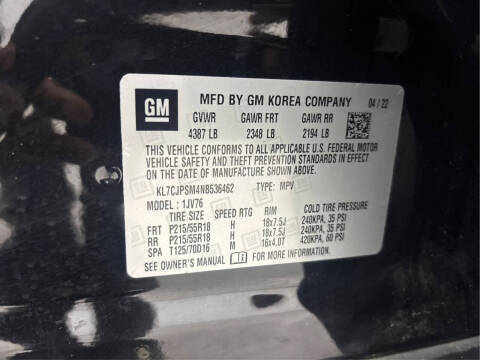 GM MFD BY GM KOREA COMPANY 04 / 22
GVWR GAWR FRT GAWR RR
4387 LB 2348 LB 2194 LB
THIS VEHICLE CONFORMS TO ALL APPLICABLE U.S. FEDERAL MOTOR
VEHICLE SAFETY AND THEFT PREVENTION STANDARDS IN EFFECT
ON THE DATE OF MANUFACTURE SHOWN ABOVE.
KL7CJPSM4NB536462 TYPE: MPV
MODEL: 1JV76
TIRE SIZE SPEED RTG RIM COLD TIRE PRESSURE
FRT P215/55R18 H 18x7.5J 240KPA, 35 PSI
RR P215/55R18 H 18x7.5J 240KPA, 35 PSI
SPA T125/70D16 M 16x4.0T 420KPA, 60 PSI
SEE OWNER'S MANUAL FOR MORE INFORMATION.